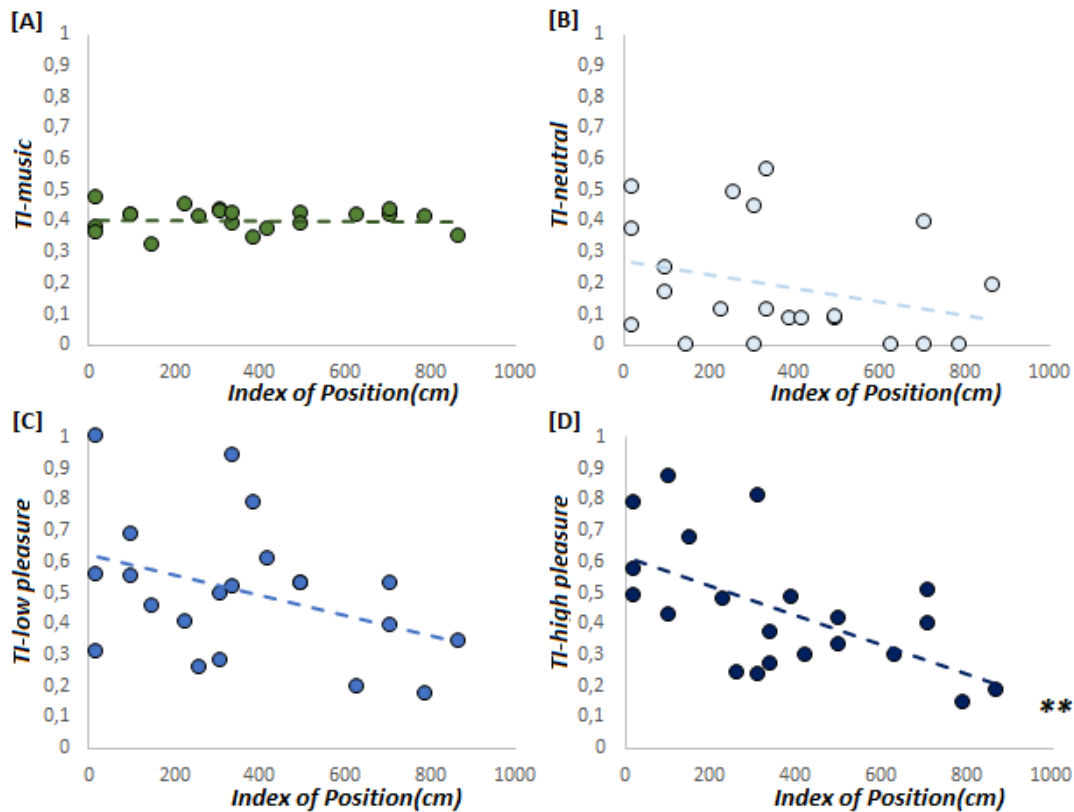 [A]
1
0,9
0,8
0,7
0,6
0,5
0,4
0,3
0,2
0,1
0
TI-music
0 200 400 600 800 1000
Index of Position(cm)
[B]
1
0,9
0,8
0,7
0,6
0,5
0,4
0,3
0,2
0,1
0
TI-neutral
0 200 400 600 800 1000
Index of Position(cm)
[C]
1
0,9
0,8
0,7
0,6
0,5
0,4
0,3
0,2
0,1
0
TI-low pleasure
0 200 400 600 800 1000
Index of Position(cm)
[D]
1
0,9
0,8
0,7
0,6
0,5
0,4
0,3
0,2
0,1
0
TI-high pleasure
**
0 200 400 600 800 1000
Index of Position(cm)